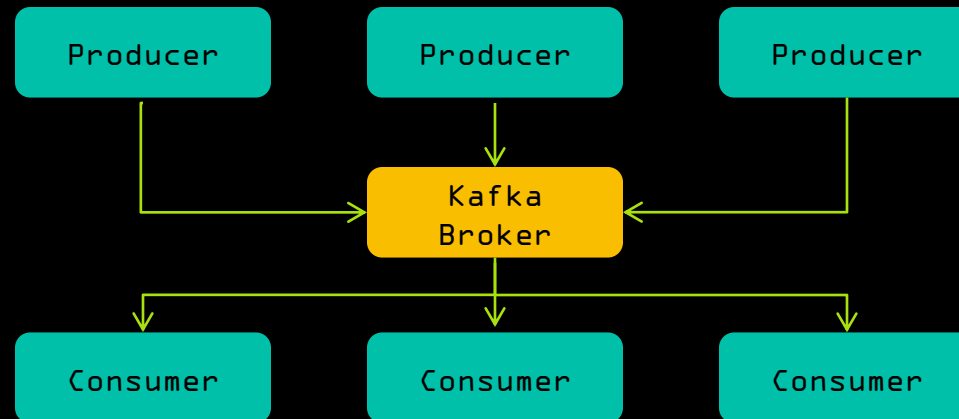 Producer
Producer
Producer
Kafka
Broker
Consumer
Consumer
Consumer